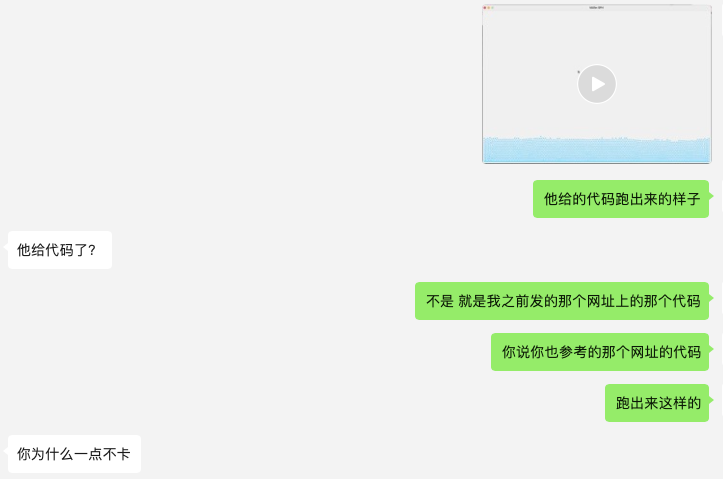 他给的代码跑出来的样子
他给代码了?
不是 就是我之前发的那个网址上的那个代码
你说你也参考的那个网址的代码
跑出来这样的
你为什么一点不卡